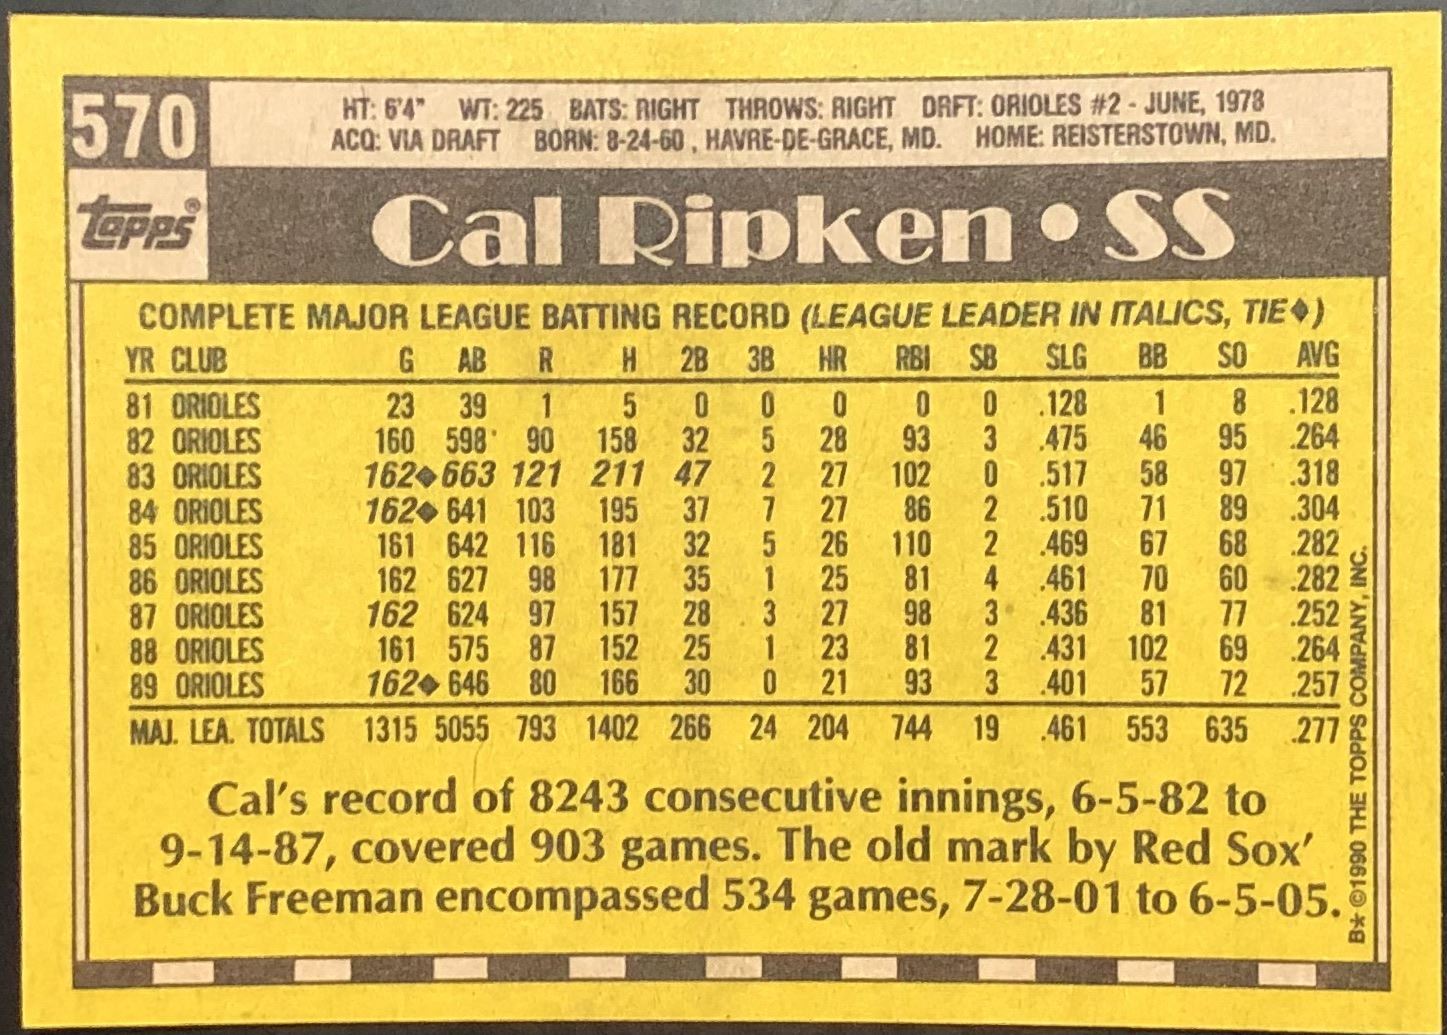 570
HT: 6'4" WT: 225 BATS: RIGHT THROWS: RIGHT DRFT: ORIOLES #2 - JUNE, 1978
ACQ: VIA DRAFT BORN: 8-24-60, HAVRE-DE-GRACE, MD. HOME: REISTERSTOWN, MD.
topps®
Cal Ripken • SS
COMPLETE MAJOR LEAGUE BATTING RECORD (LEAGUE LEADER IN ITALICS, TIE◆)
YR CLUB G AB R H 2B 3B HR RBI SB SLG BB SO AVG
81 ORIOLES 23 39 1 5 0 0 0 0 0 .128 1 8 .128
82 ORIOLES 160 598 90 158 32 5 28 93 3 .475 46 95 .264
83 ORIOLES 162◆ 663 121 211 47 2 27 102 0 .517 58 97 .318
84 ORIOLES 162◆ 641 103 195 37 7 27 86 2 .510 71 89 .304
85 ORIOLES 161 642 116 181 32 5 26 110 2 .469 67 68 .282
86 ORIOLES 162 627 98 177 35 1 25 81 4 .461 70 60 .282
87 ORIOLES 162 624 97 157 28 3 27 98 3 .436 81 77 .252
88 ORIOLES 161 575 87 152 25 1 23 81 2 .431 102 69 .264
89 ORIOLES 162◆ 646 80 166 30 0 21 93 3 .401 57 72 .257
MAJ. LEA. TOTALS 1315 5055 793 1402 266 24 204 744 19 .461 553 635 .277
Cal's record of 8243 consecutive innings, 6-5-82 to
9-14-87, covered 903 games. The old mark by Red Sox'
Buck Freeman encompassed 534 games, 7-28-01 to 6-5-05.
B* ©1990 THE TOPPS COMPANY, INC.